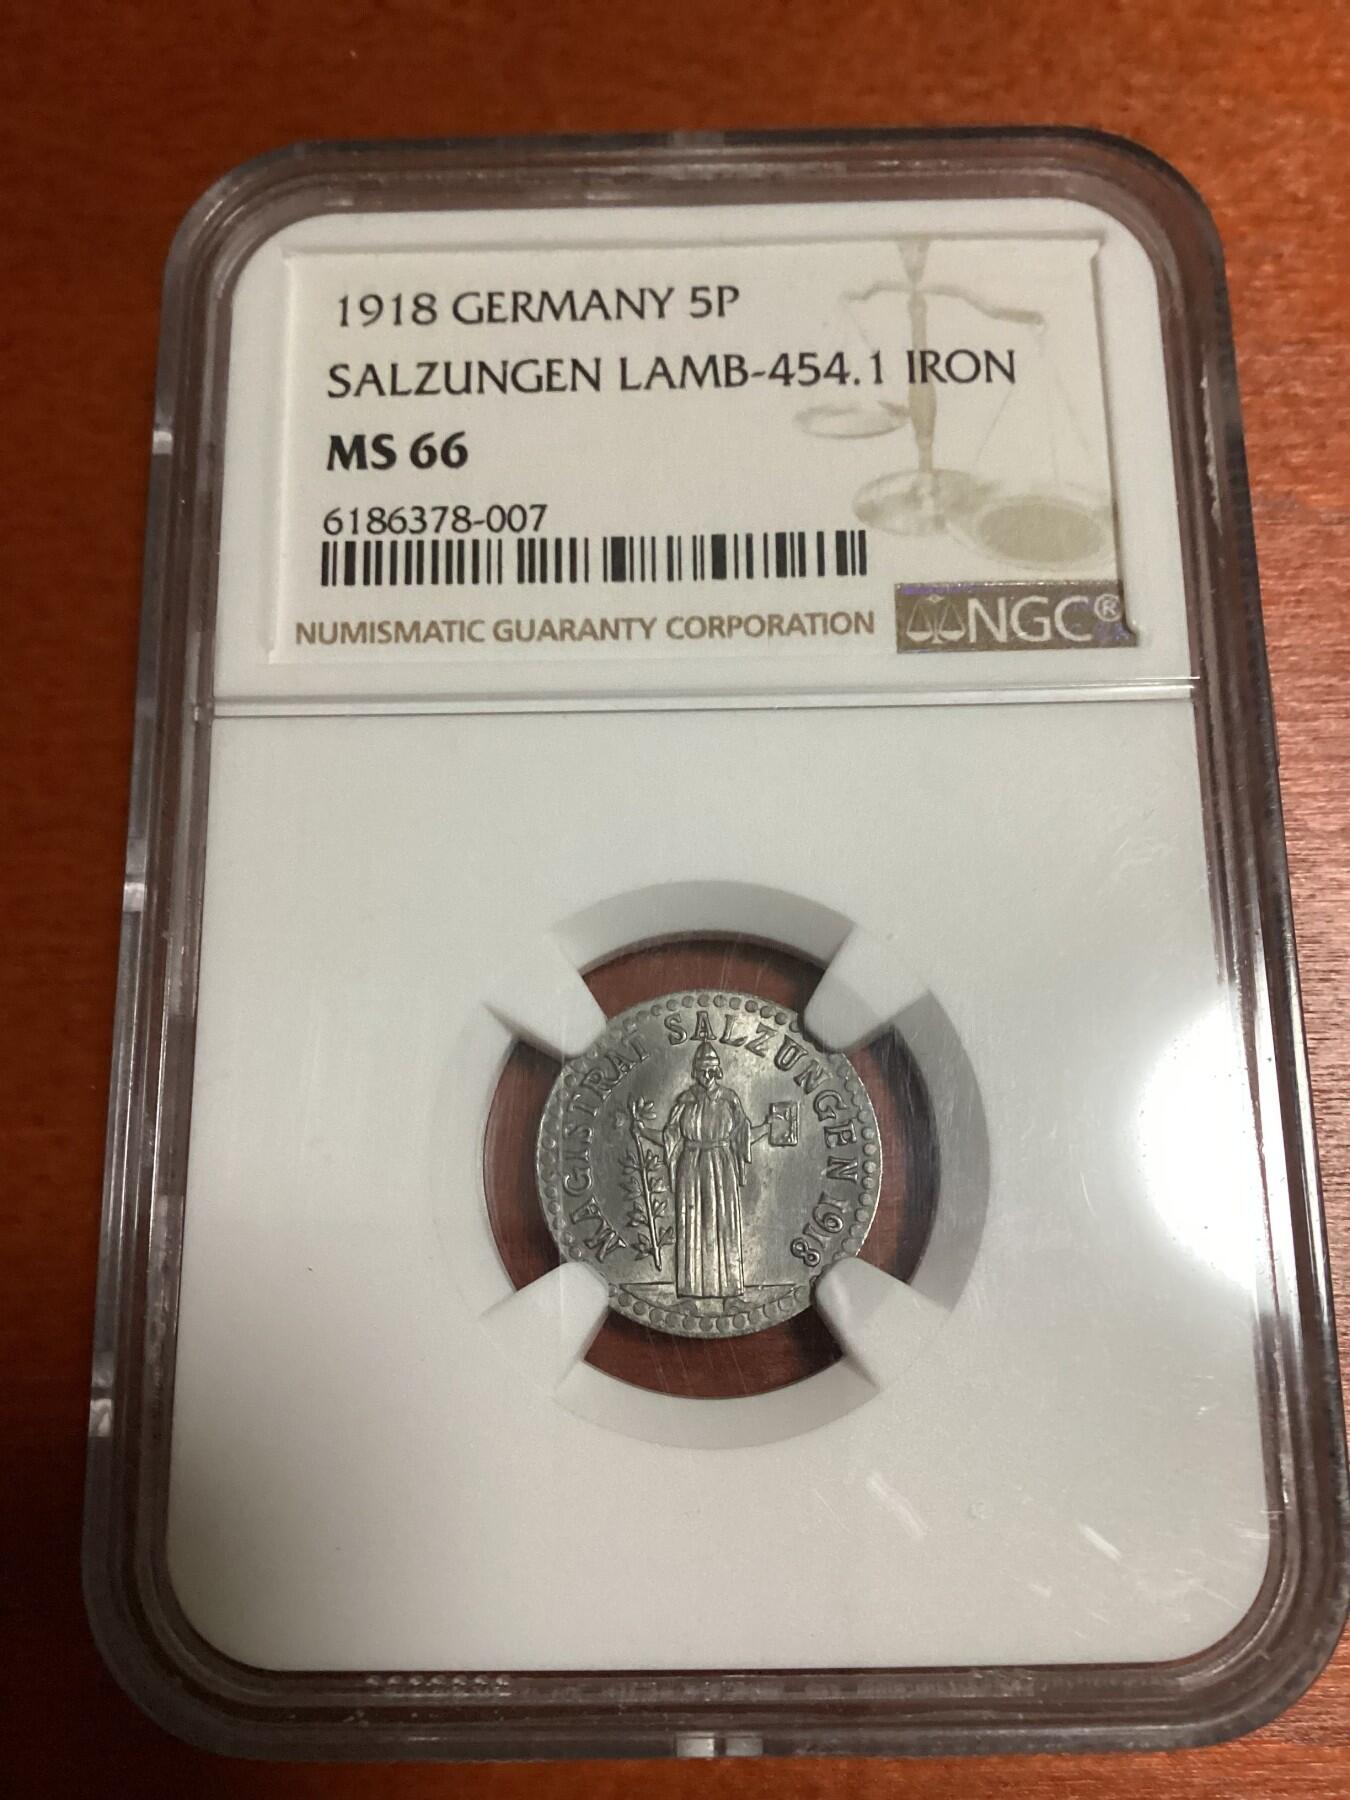 1918 GERMANY 5P
SALZUNGEN LAMB-454.1 IRON
MS 66
6186378-007
NUMISMATIC GUARANTY CORPORATION
NGC®
MAGISTRAT SALZUNGEN 1918